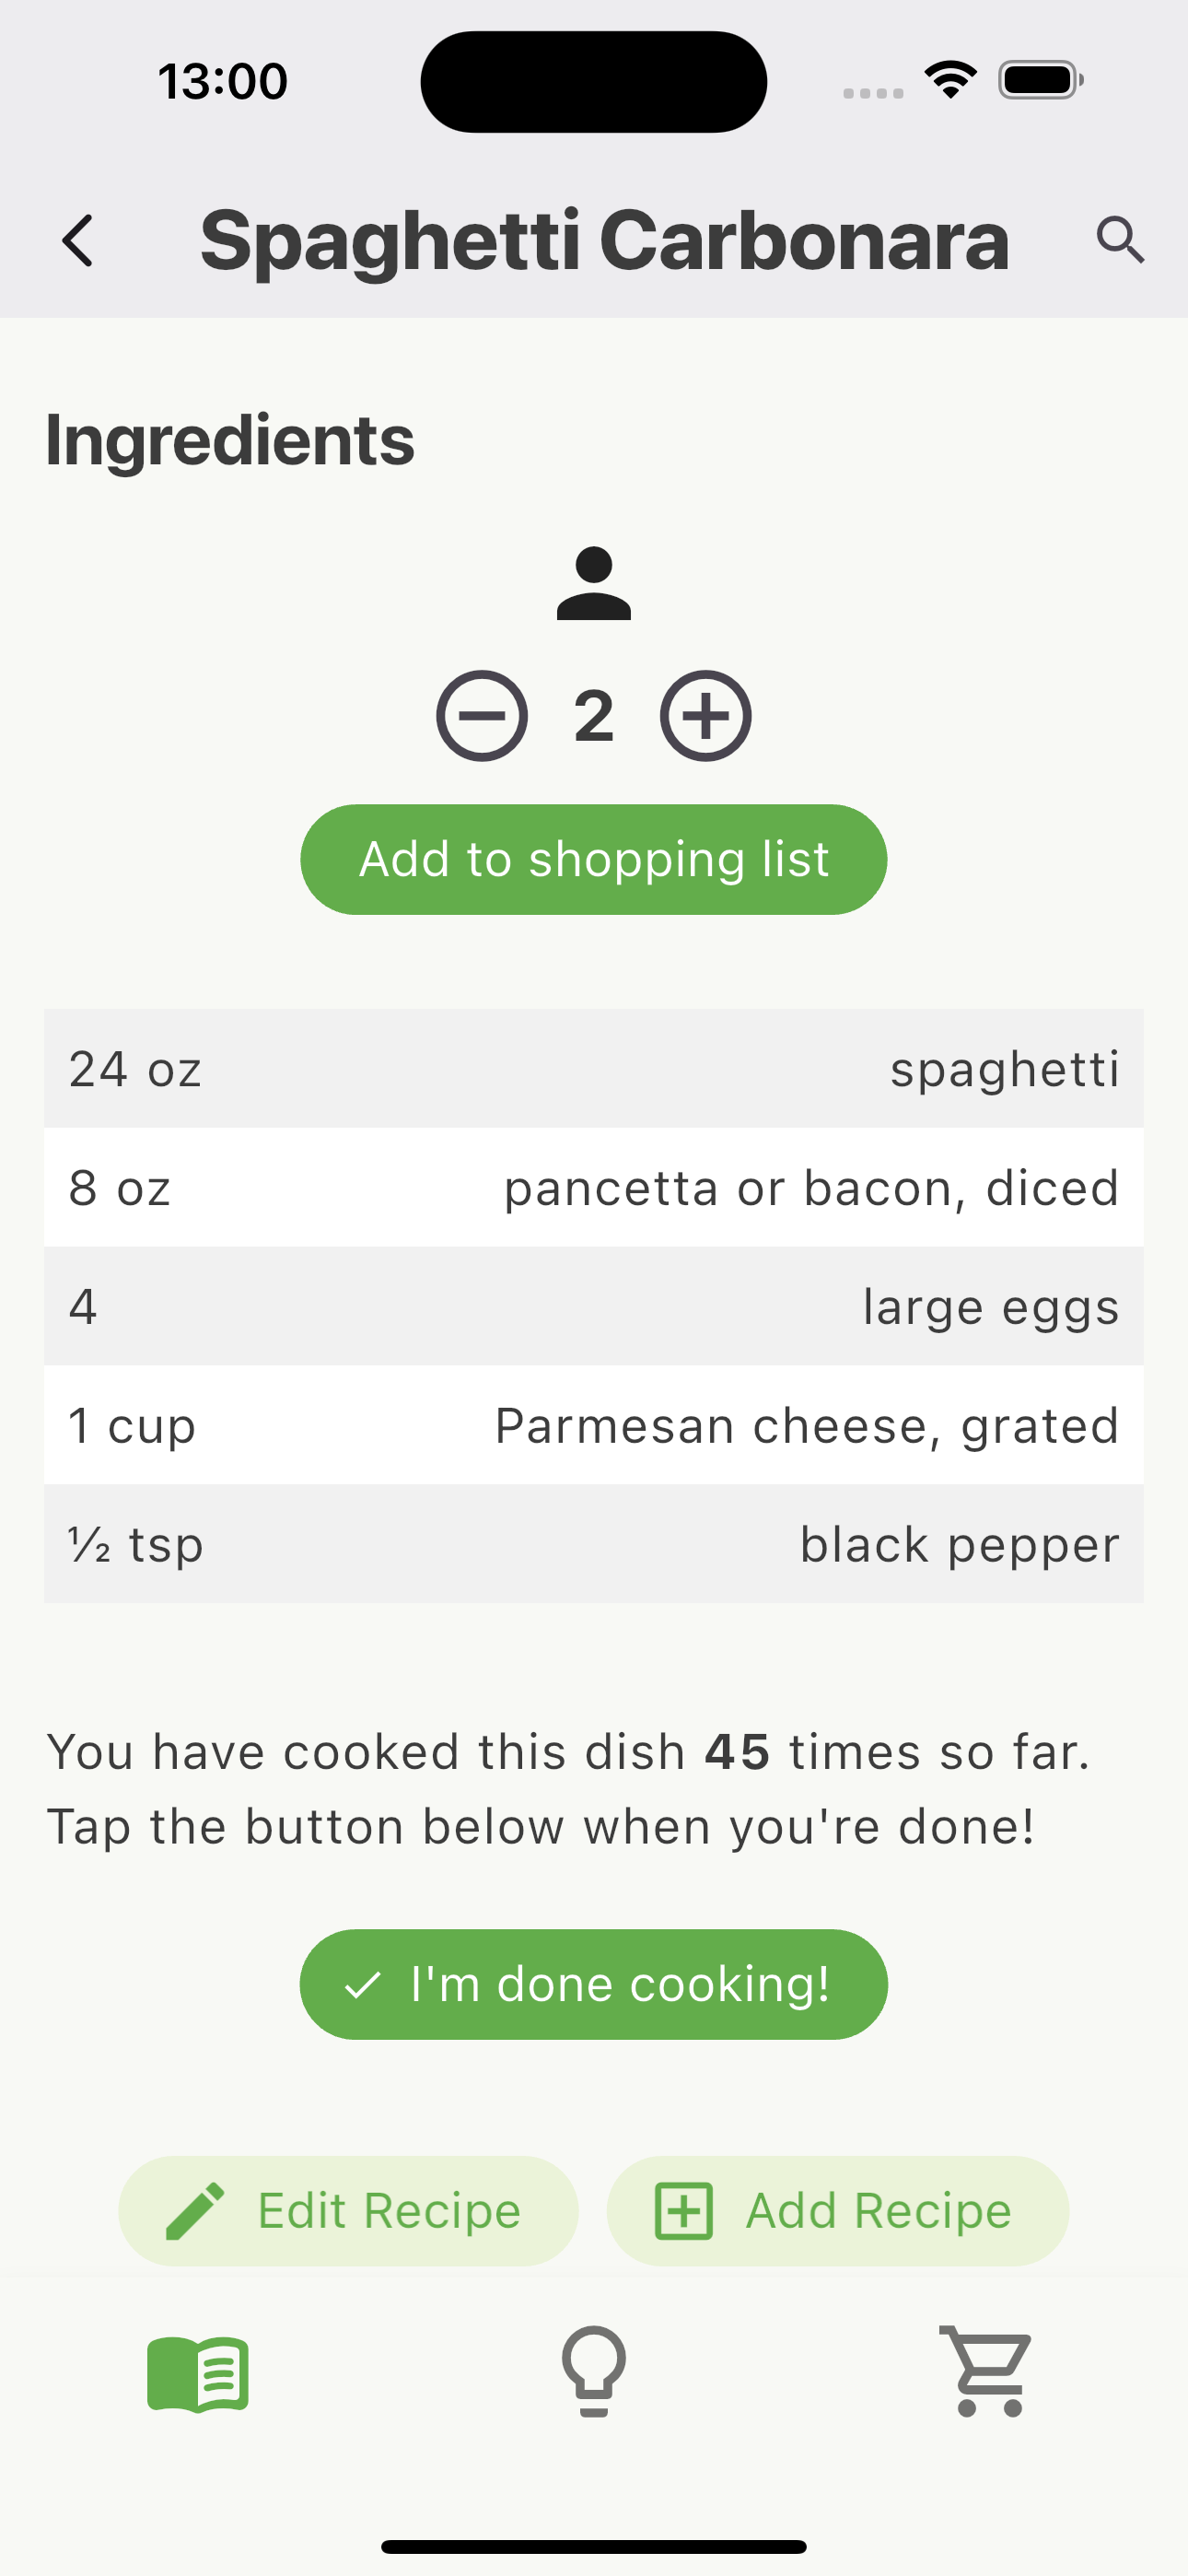 13:00
Spaghetti Carbonara
Ingredients
2
Add to shopping list
24 oz spaghetti
8 oz pancetta or bacon, diced
4 large eggs
1 cup Parmesan cheese, grated
½ tsp black pepper
You have cooked this dish 45 times so far.
Tap the button below when you're done!
I'm done cooking!
Edit Recipe Add Recipe